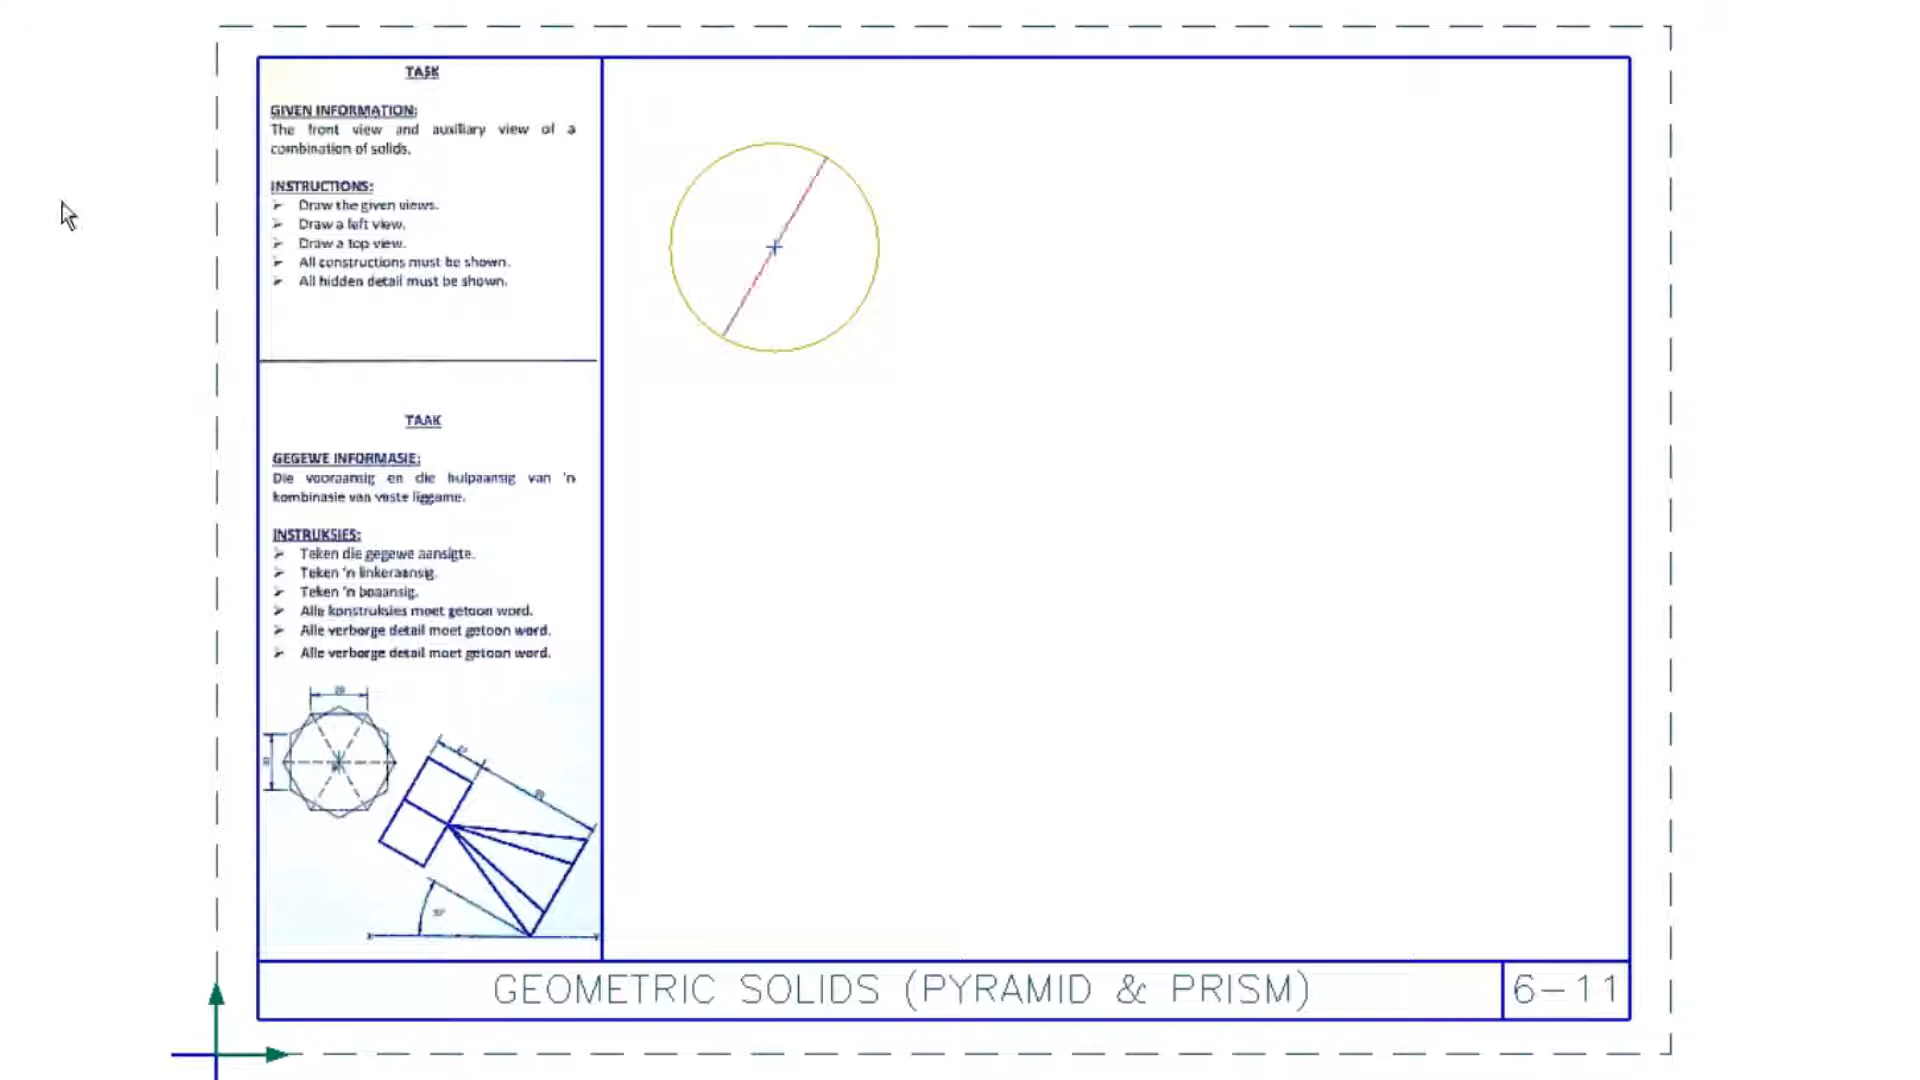 TASK
GIVEN INFORMATION:
The front view and auxiliary view of a
combination of solids.
INSTRUCTIONS:
➢ Draw the given views.
➢ Draw a left view.
➢ Draw a top view.
➢ All constructions must be shown.
➢ All hidden detail must be shown.
TAAK
GEGEWE INFORMASIE:
Die vooraansig en die hulpaansig van 'n
kombinasie van vaste liggame.
INSTRUKSIES:
➢ Teken die gegewe aansigte.
➢ Teken 'n linkeraansig.
➢ Teken 'n boaansig.
➢ Alle konstruksies moet getoon word.
➢ Alle verborge detail moet getoon word.
➢ Alle verborge detail moet getoon word.
GEOMETRIC SOLIDS (PYRAMID & PRISM)
6-11